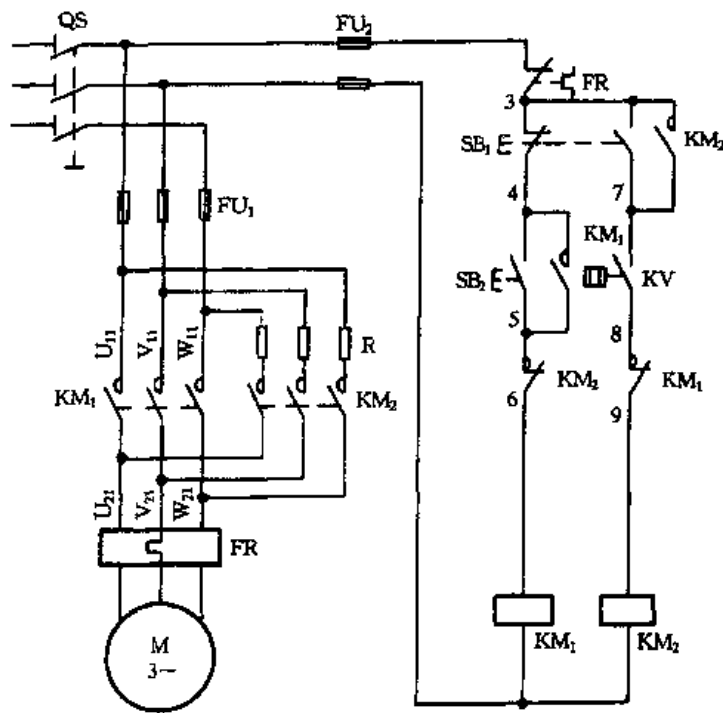 QS
FU₂
3
FR
SB₁
KM₂
4
7
FU₁
KM₁
SB₂
KV
5
8
U₁₁
V₁₁
W₁₁
R
KM₁
KM₂
KM₂
KM₁
6
9
U₂₁
V₂₁
W₂₁
FR
M
3~
KM₁
KM₂